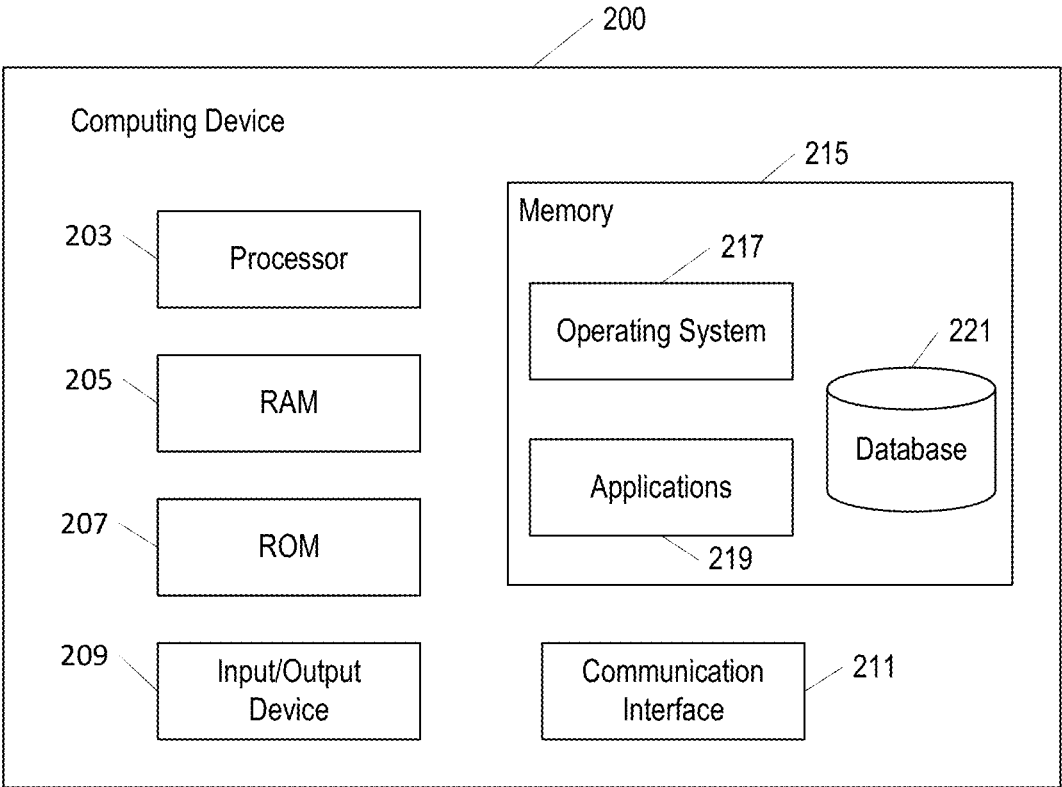 200
Computing Device
215
Memory
203
Processor
217
Operating System
221
Database
205
RAM
Applications
219
207
ROM
209
Input/Output
Device
Communication
Interface
211